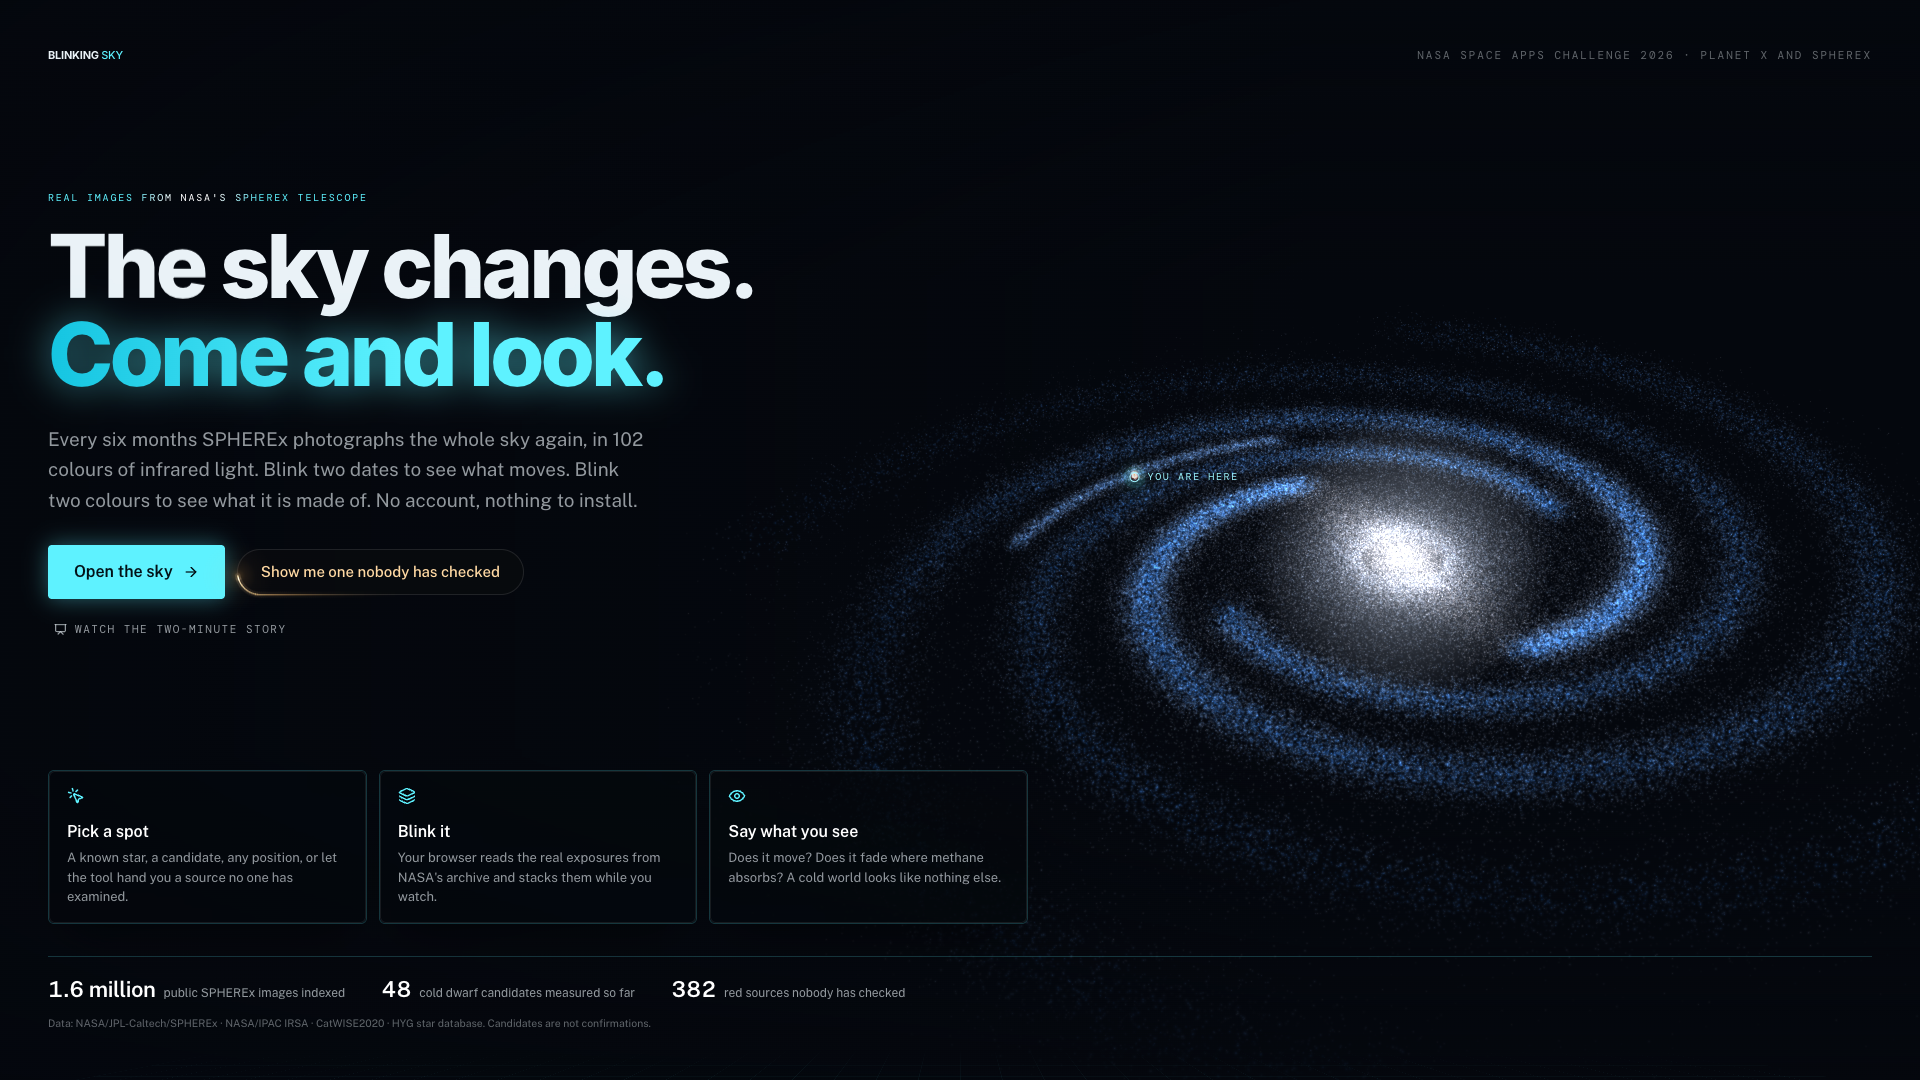 BLINKING SKY
NASA SPACE APPS CHALLENGE 2026 · PLANET X AND SPHEREX
REAL IMAGES FROM NASA'S SPHEREX TELESCOPE
The sky changes.
Come and look.
Every six months SPHEREx photographs the whole sky again, in 102
colours of infrared light. Blink two dates to see what moves. Blink
two colours to see what it is made of. No account, nothing to install.
Open the sky →
Show me one nobody has checked
WATCH THE TWO-MINUTE STORY
YOU ARE HERE
Pick a spot
A known star, a candidate, any position, or let
the tool hand you a source no one has
examined.
Blink it
Your browser reads the real exposures from
NASA's archive and stacks them while you
watch.
Say what you see
Does it move? Does it fade where methane
absorbs? A cold world looks like nothing else.
1.6 million public SPHEREx images indexed
48 cold dwarf candidates measured so far
382 red sources nobody has checked
Data: NASA/JPL-Caltech/SPHEREx · NASA/IPAC IRSA · CatWISE2020 · HYG star database. Candidates are not confirmations.